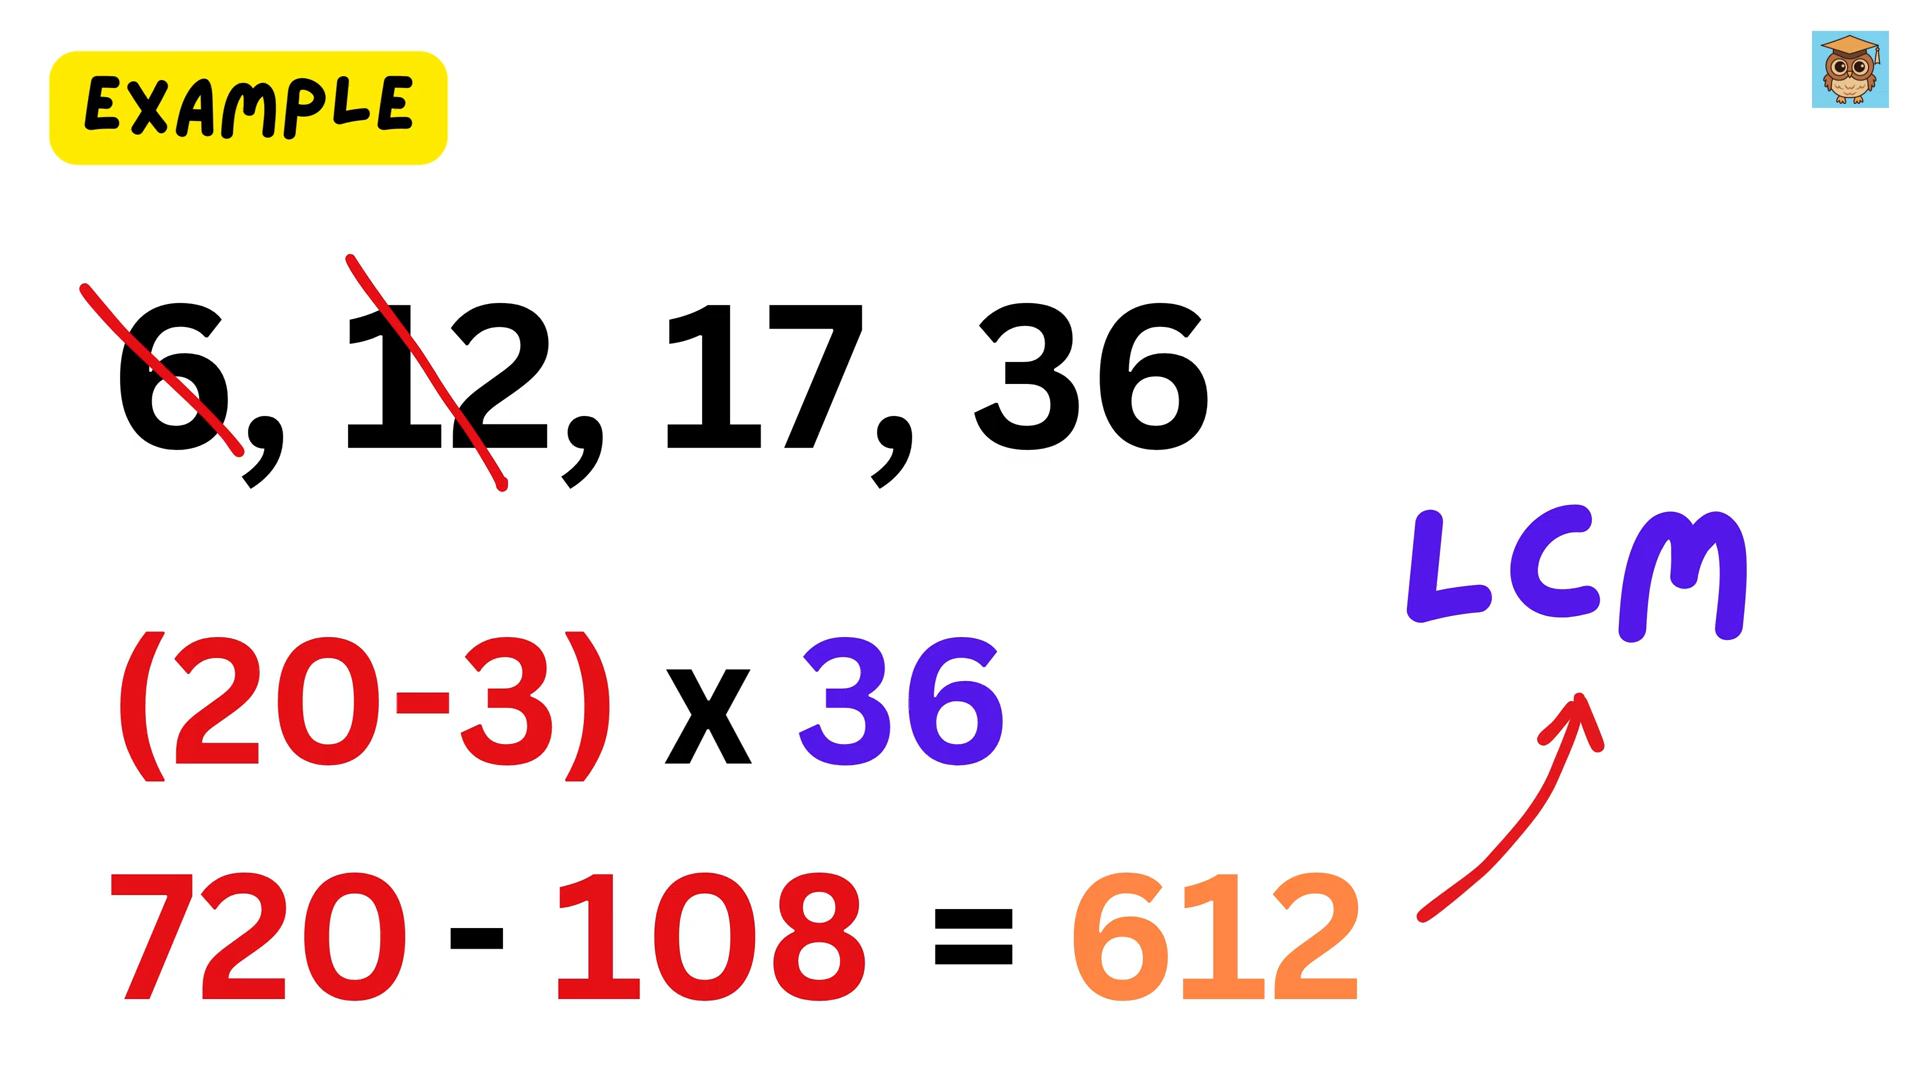 EXAMPLE
6, 12, 17, 36
LCM
(20-3) x 36
720 - 108 = 612